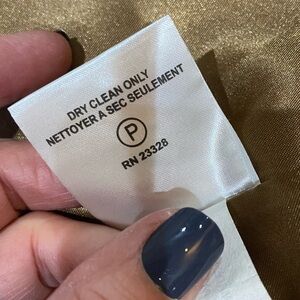 DRY CLEAN ONLY
NETTOYER A SEC SEULEMENT
P
RN 23328